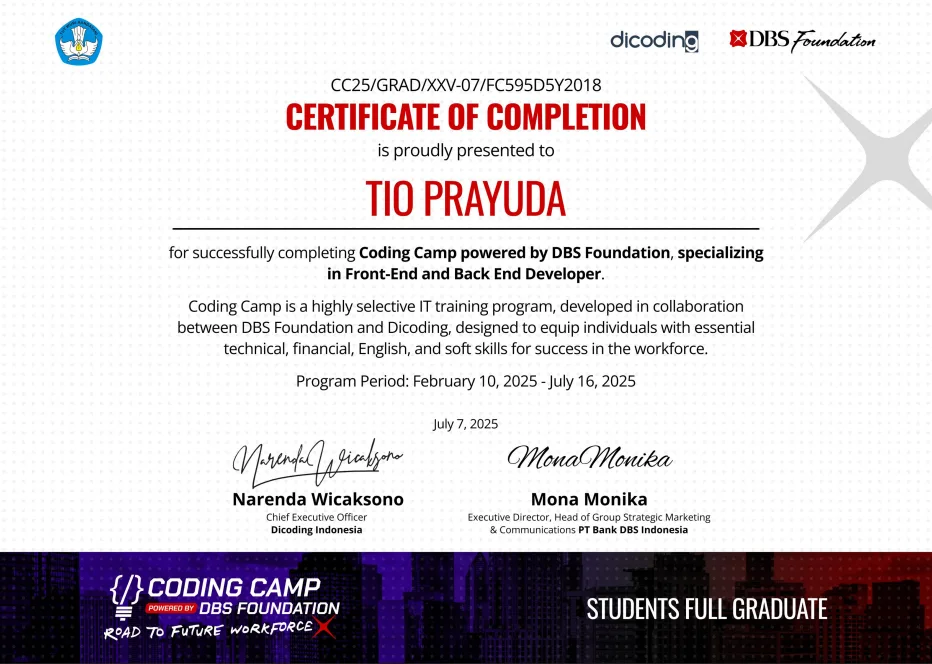 dicoding
DBS Foundation
CC25/GRAD/XXV-07/FC595D5Y2018
CERTIFICATE OF COMPLETION
is proudly presented to
TIO PRAYUDA
for successfully completing Coding Camp powered by DBS Foundation, specializing
in Front-End and Back End Developer.
Coding Camp is a highly selective IT training program, developed in collaboration
between DBS Foundation and Dicoding, designed to equip individuals with essential
technical, financial, English, and soft skills for success in the workforce.
Program Period: February 10, 2025 - July 16, 2025
July 7, 2025
Narenda Wicaksono
Mona Monika
Narenda Wicaksono
Chief Executive Officer
Dicoding Indonesia
Mona Monika
Executive Director, Head of Group Strategic Marketing
& Communications PT Bank DBS Indonesia
{/} CODING CAMP
POWERED BY DBS FOUNDATION
ROAD TO FUTURE WORKFORCE
STUDENTS FULL GRADUATE